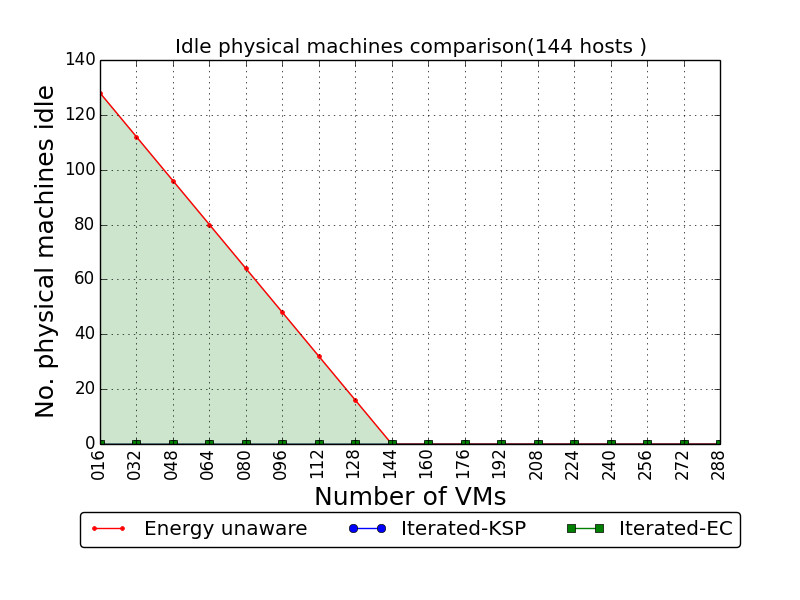 Idle physical machines comparison(144 hosts )
No. physical machines idle
140
120
100
80
60
40
20
0
016 032 048 064 080 096 112 128 144 160 176 192 208 224 240 256 272 288
Number of VMs
Energy unaware Iterated-KSP Iterated-EC